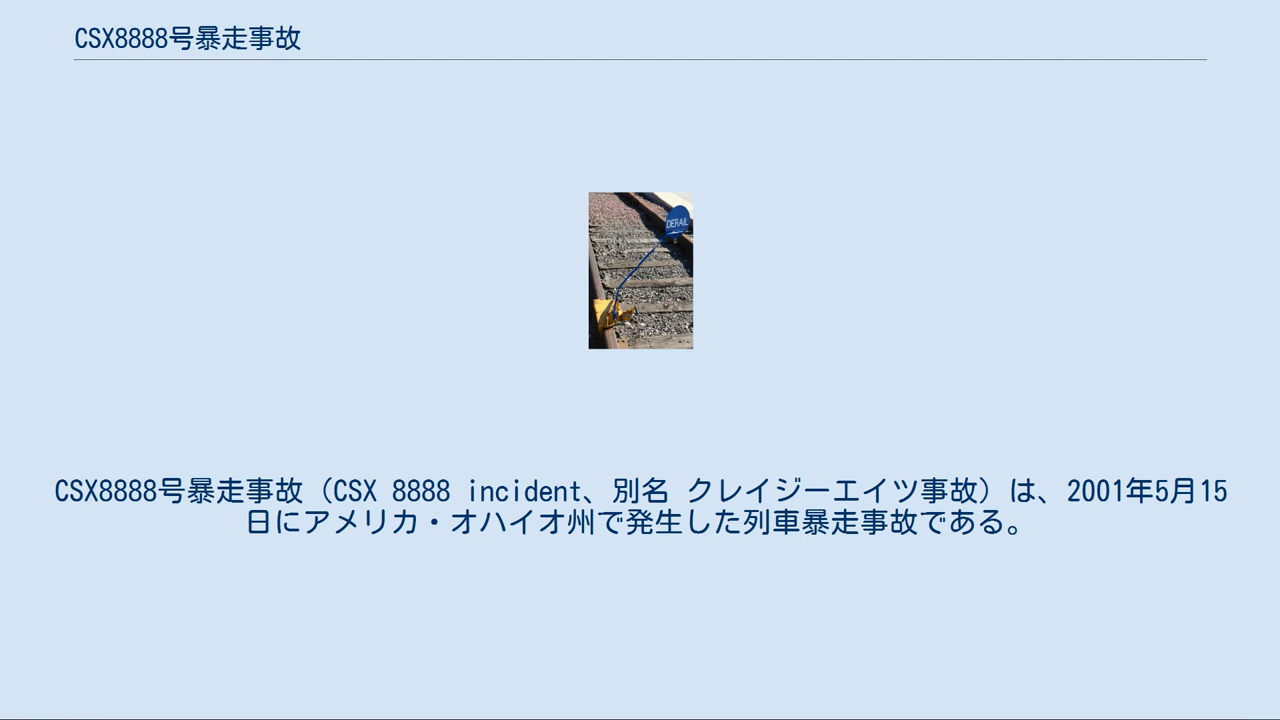 CSX8888号暴走事故
DERAIL
CSX8888号暴走事故（CSX 8888 incident、別名 クレイジーエイツ事故）は、2001年5月15
日にアメリカ・オハイオ州で発生した列車暴走事故である。